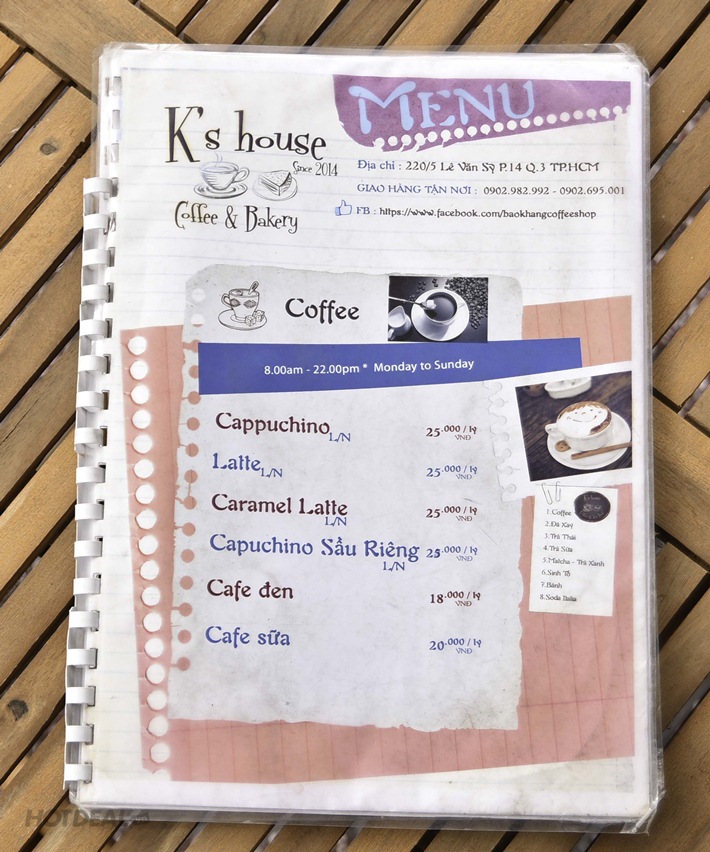 MENU
K's house
Since 2014
Coffee & Bakery
Địa chỉ : 220/5 Lê Văn Sỹ P.14 Q.3 TP.HCM
GIAO HÀNG TẬN NƠI : 0902.982.992 - 0902.695.001
FB : https://www.facebook.com/baokhangcoffeeshop
Coffee
8.00am - 22.00pm * Monday to Sunday
Cappuchino L/N 25.000 / ly VNĐ
Latte L/N 25.000 / ly VNĐ
Caramel Latte L/N 25.000 / ly VNĐ
Capuchino Sầu Riêng L/N 25.000 / ly VNĐ
Cafe đen 18.000 / ly VNĐ
Cafe sữa 20.000 / ly VNĐ
1.Coffee
2.Đá Xay
3.Trà Thái
4.Trà Sữa
5.Matcha - Trà Xanh
6.Sinh Tố
7.Bánh
8.Soda Italia
HOTDEAL.vn